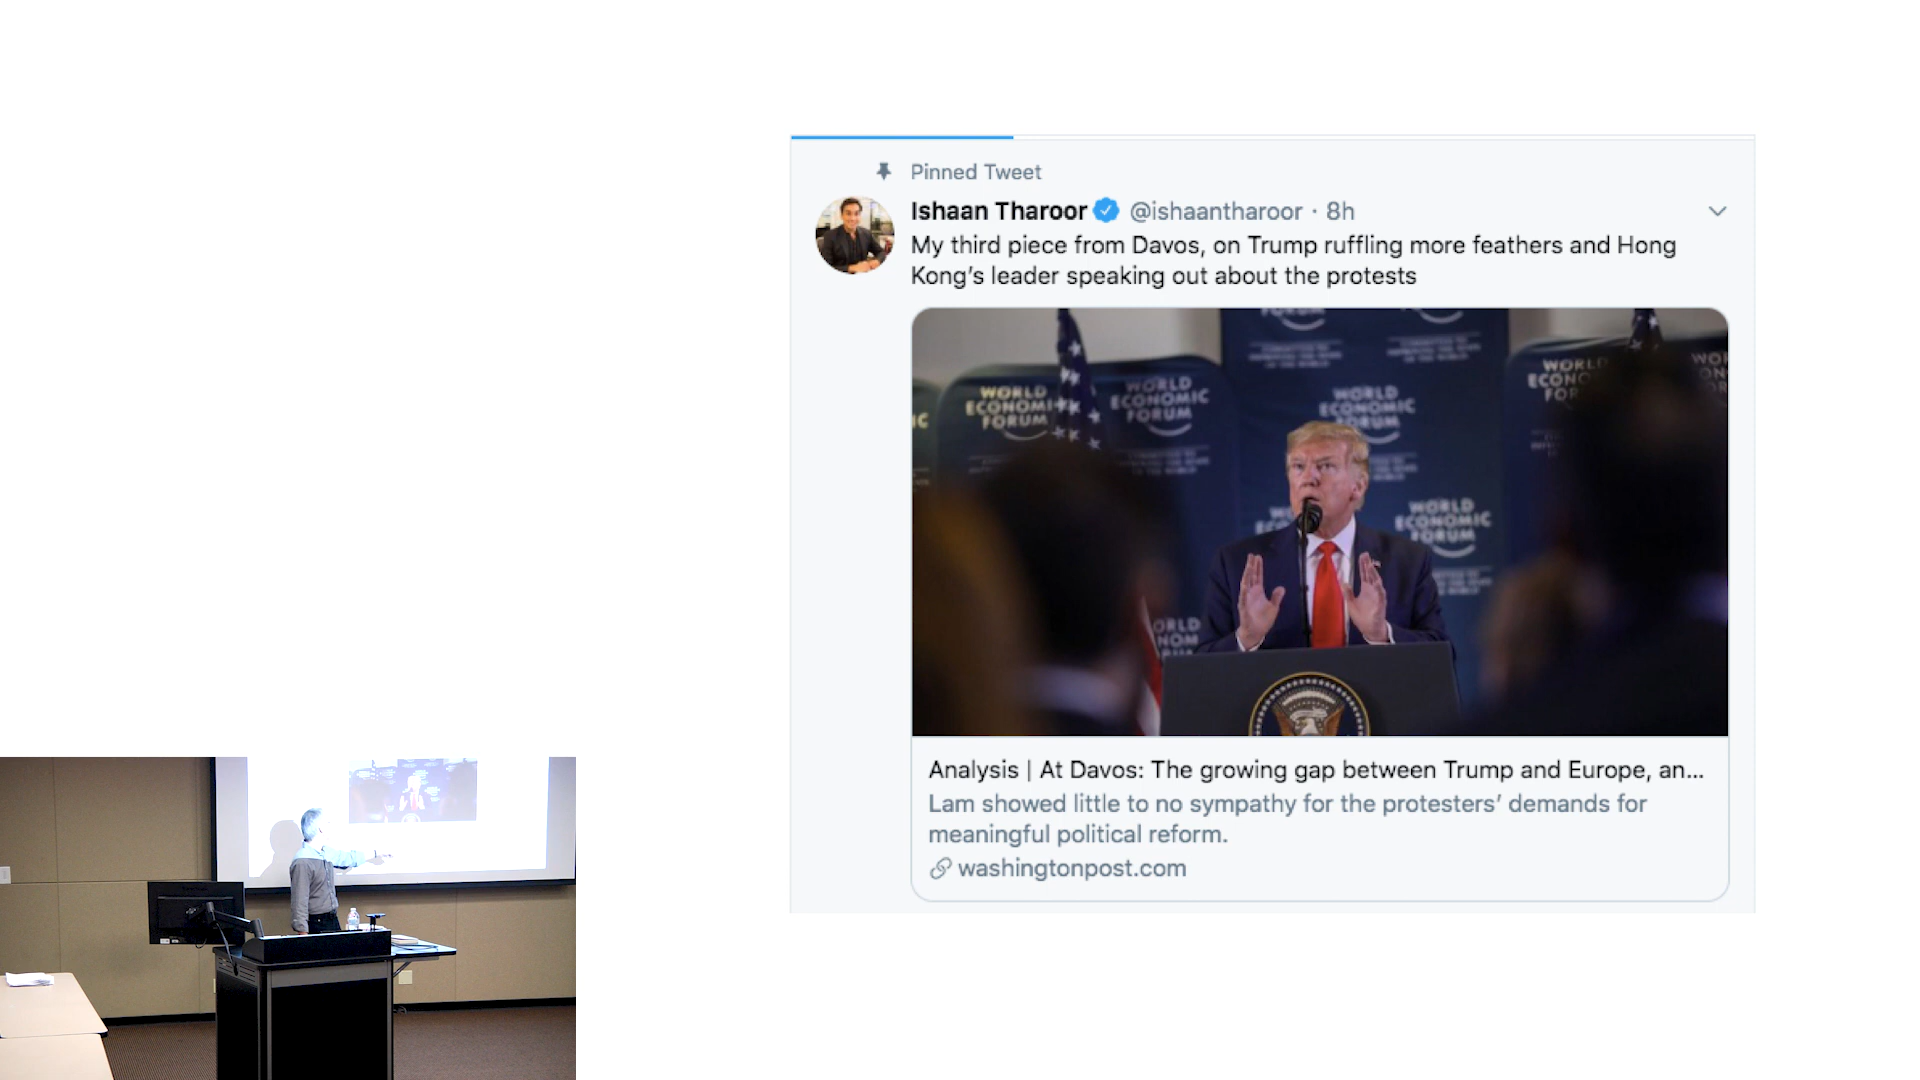 Pinned Tweet
Ishaan Tharoor @ishaantharoor · 8h
My third piece from Davos, on Trump ruffling more feathers and Hong
Kong's leader speaking out about the protests
WORLD
ECONOMIC
FORUM
WORLD
ECONOMIC
FORUM
WORLD
ECONOMIC
FORUM
WORLD
ECONOMIC
FORUM
Analysis | At Davos: The growing gap between Trump and Europe, an...
Lam showed little to no sympathy for the protesters' demands for
meaningful political reform.
washingtonpost.com